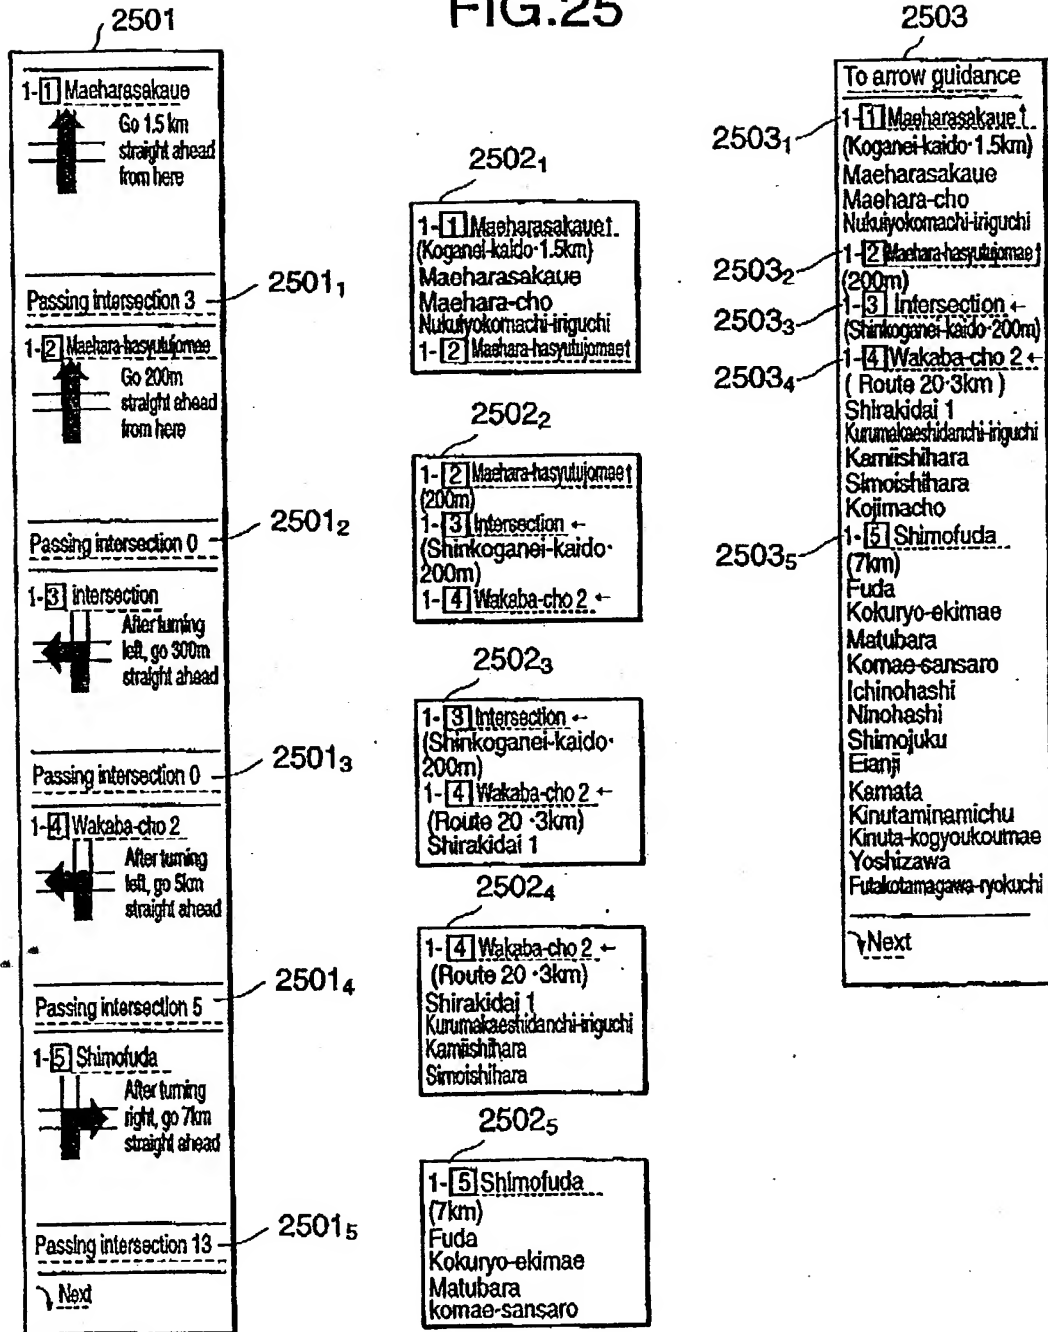 FIG.25
2501
1-1 Maeharasakaue
Go 1.5 km
straight ahead
from here
Passing intersection 3
2501₁
1-2 Maehara-hasyutujomae
Go 200m
straight ahead
from here
Passing intersection 0
2501₂
1-3 intersection
After turning
left, go 300m
straight ahead
Passing intersection 0
2501₃
1-4 Wakaba-cho 2
After turning
left, go 5km
straight ahead
Passing intersection 5
2501₄
1-5 Shimofuda
After turning
right, go 7km
straight ahead
Passing intersection 13
2501₅
Next
2502₁
1-1 Maeharasakaue↑
(Koganei-kaido·1.5km)
Maeharasakaue
Maehara-cho
Nukuiyokomachi-iriguchi
1-2 Maehara-hasyutujomae↑
2502₂
1-2 Maehara-hasyutujomae↑
(200m)
1-3 Intersection ←
(Shinkoganei-kaido·
200m)
1-4 Wakaba-cho 2 ←
2502₃
1-3 Intersection ←
(Shinkoganei-kaido·
200m)
1-4 Wakaba-cho 2 ←
(Route 20 ·3km)
Shirakidai 1
2502₄
1-4 Wakaba-cho 2 ←
(Route 20 ·3km)
Shirakidai 1
Kurumakaeshidanchi-iriguchi
Kamiishihara
Simoishihara
2502₅
1-5 Shimofuda
(7km)
Fuda
Kokuryo-ekimae
Matubara
komae-sansaro
2503
To arrow guidance
2503₁
1-1 Maeharasakaue↑
(Koganei-kaido·1.5km)
Maeharasakaue
Maehara-cho
Nukuiyokomachi-iriguchi
2503₂
1-2 Maehara-hasyutujomae↑
(200m)
2503₃
1-3 Intersection ←
(Shinkoganei-kaido·200m)
2503₄
1-4 Wakaba-cho 2 ←
( Route 20·3km )
Shirakidai 1
Kurumakaeshidanchi-iriguchi
Kamiishihara
Simoishihara
Kojimacho
2503₅
1-5 Shimofuda
(7km)
Fuda
Kokuryo-ekimae
Matubara
Komae-sansaro
Ichinohashi
Ninohashi
Shimojuku
Eianji
Kamata
Kinutaminamichu
Kinuta-kogyoukoumae
Yoshizawa
Futakotamagawa-ryokuchi
Next